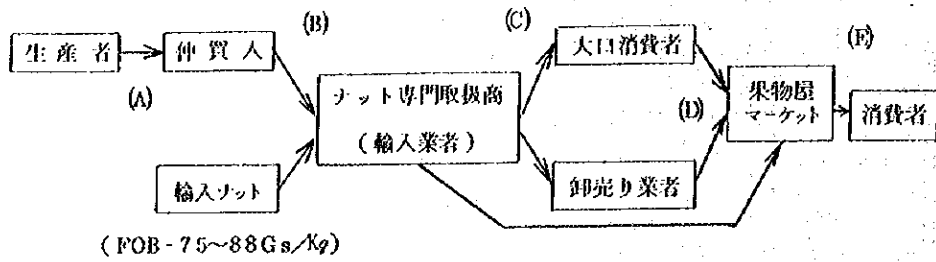 (B)
(C)
大口消費者
(E)
生産者
仲買人
(A)
ナット専門取扱商
(輸入業者)
(D)
果物屋
マーケット
消費者
輸入ナット
卸売り業者
(FOB-75~88Gs/Kg)